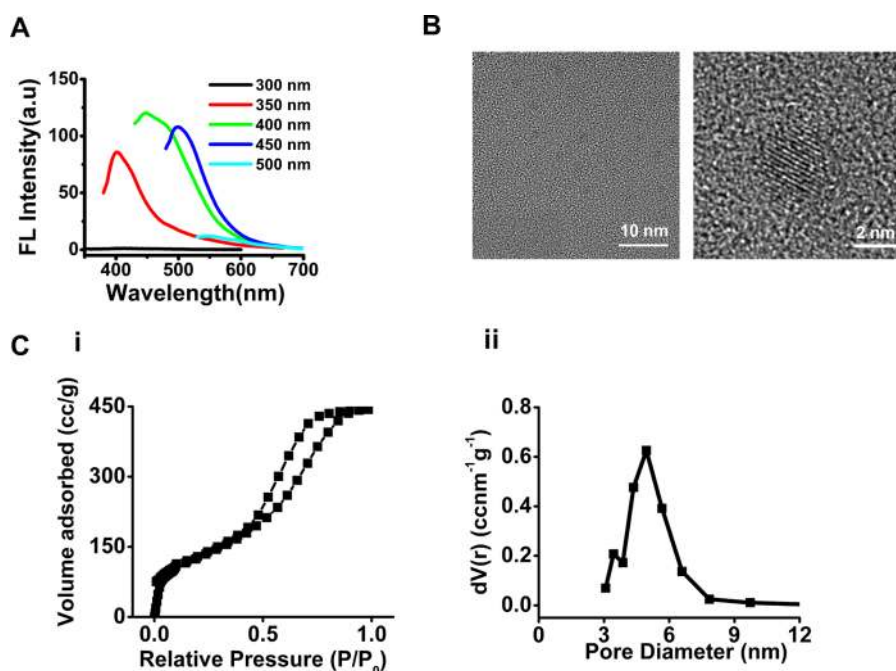 A
B
FL Intensity(a.u)
150
100
50
0
300 nm
350 nm
400 nm
450 nm
500 nm
400 500 600 700
Wavelength(nm)
10 nm
2 nm
C i
ii
Volume adsorbed (cc/g)
450
300
150
0
0.0 0.5 1.0
Relative Pressure (P/P₀)
dV(r) (ccnm⁻¹g⁻¹)
0.8
0.6
0.4
0.2
0.0
0 3 6 9 12
Pore Diameter (nm)